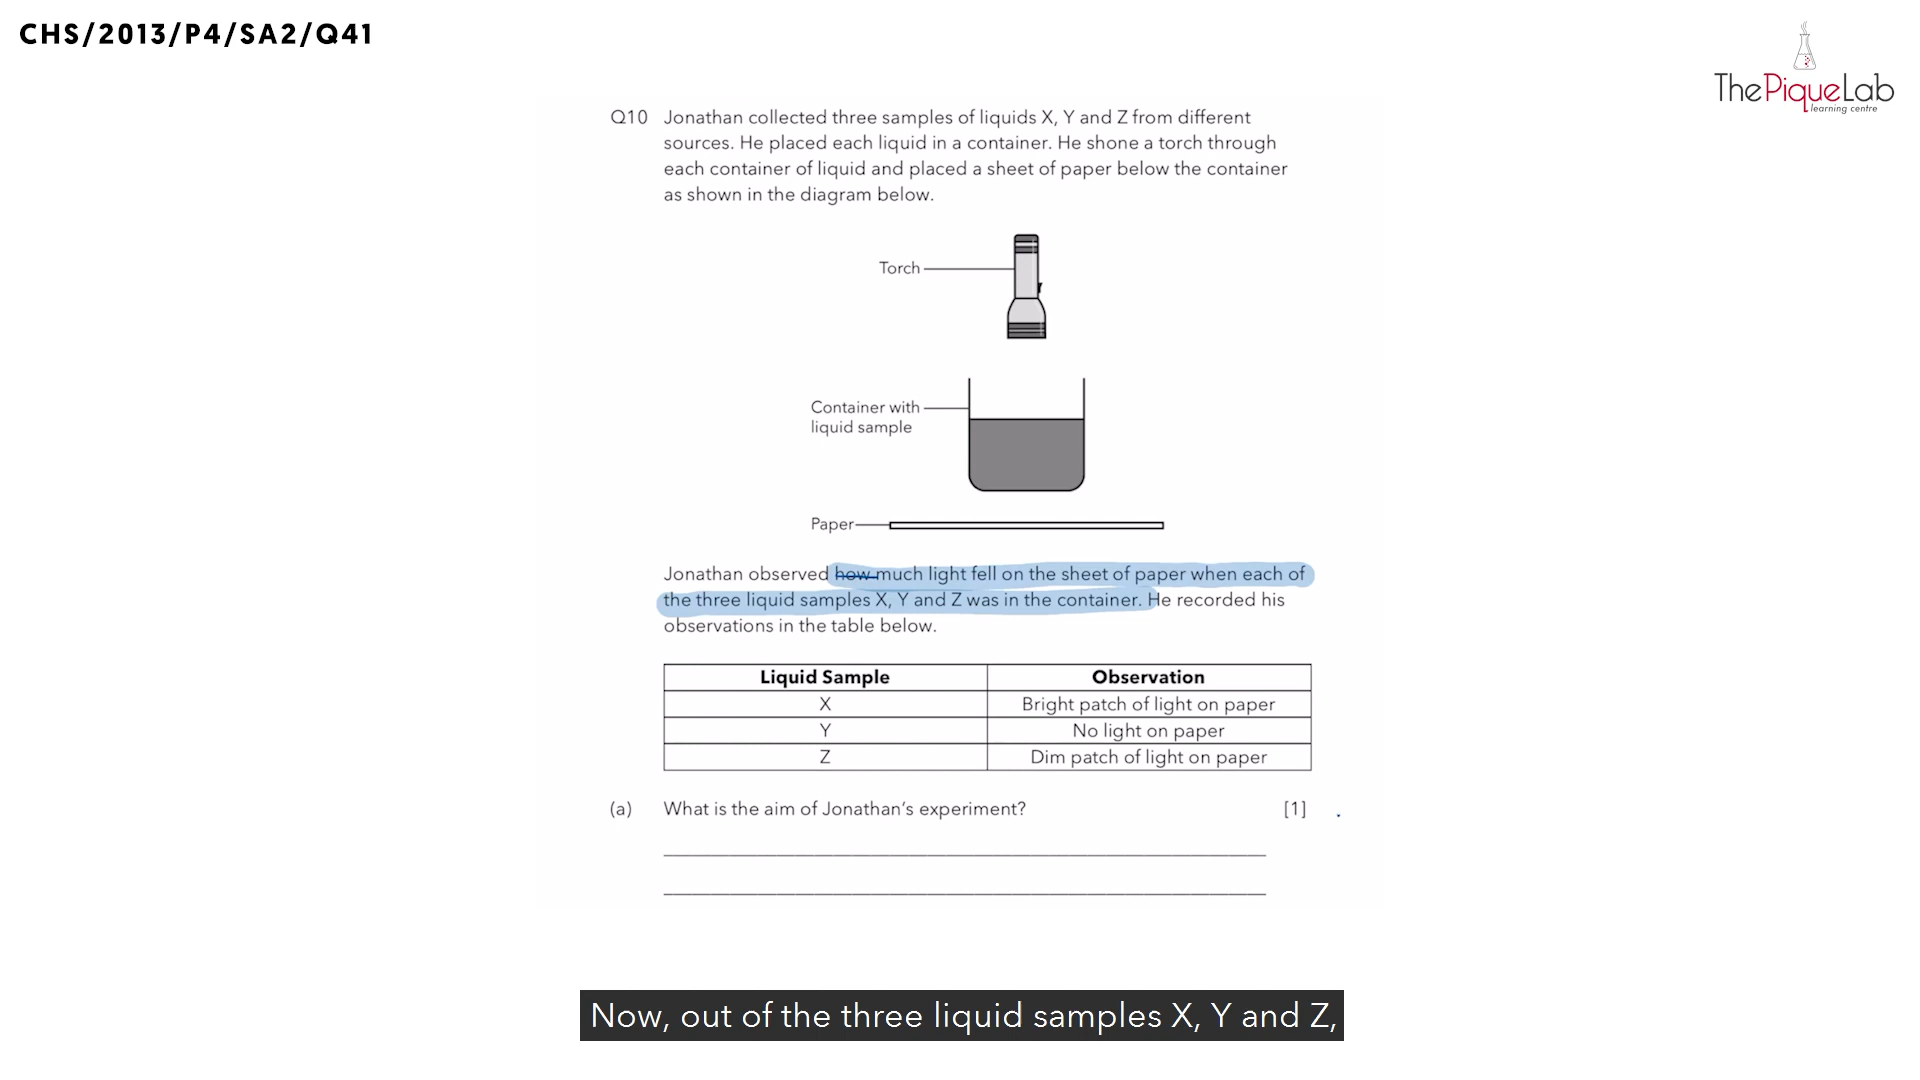 CHS/2013/P4/SA2/Q41
ThePiqueLab
learning centre
Q10 Jonathan collected three samples of liquids X, Y and Z from different
sources. He placed each liquid in a container. He shone a torch through
each container of liquid and placed a sheet of paper below the container
as shown in the diagram below.
Torch
Container with
liquid sample
Paper
Jonathan observed how much light fell on the sheet of paper when each of
the three liquid samples X, Y and Z was in the container. He recorded his
observations in the table below.
Liquid Sample Observation
X Bright patch of light on paper
Y No light on paper
Z Dim patch of light on paper
(a) What is the aim of Jonathan's experiment? [1]
Now, out of the three liquid samples X, Y and Z,